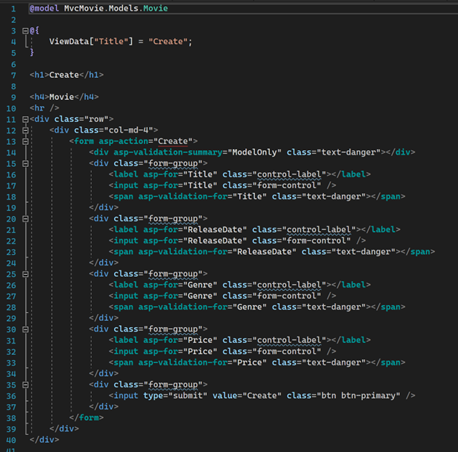 1 @model MvcMovie.Models.Movie
2
3 @{
4 ViewData["Title"] = "Create";
5 }
6
7 <h1>Create</h1>
8
9 <h4>Movie</h4>
10 <hr />
11 <div class="row">
12 <div class="col-md-4">
13 <form asp-action="Create">
14 <div asp-validation-summary="ModelOnly" class="text-danger"></div>
15 <div class="form-group">
16 <label asp-for="Title" class="control-label"></label>
17 <input asp-for="Title" class="form-control" />
18 <span asp-validation-for="Title" class="text-danger"></span>
19 </div>
20 <div class="form-group">
21 <label asp-for="ReleaseDate" class="control-label"></label>
22 <input asp-for="ReleaseDate" class="form-control" />
23 <span asp-validation-for="ReleaseDate" class="text-danger"></span>
24 </div>
25 <div class="form-group">
26 <label asp-for="Genre" class="control-label"></label>
27 <input asp-for="Genre" class="form-control" />
28 <span asp-validation-for="Genre" class="text-danger"></span>
29 </div>
30 <div class="form-group">
31 <label asp-for="Price" class="control-label"></label>
32 <input asp-for="Price" class="form-control" />
33 <span asp-validation-for="Price" class="text-danger"></span>
34 </div>
35 <div class="form-group">
36 <input type="submit" value="Create" class="btn btn-primary" />
37 </div>
38 </form>
39 </div>
40 </div>
41